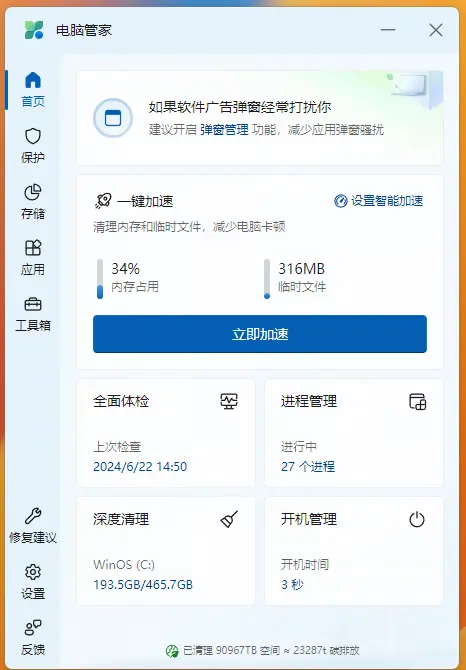 电脑管家
首页
保护
存储
应用
工具箱
修复建议
设置
反馈
如果软件广告弹窗经常打扰你
建议开启 弹窗管理 功能，减少应用弹窗骚扰
一键加速
设置智能加速
清理内存和临时文件，减少电脑卡顿
34%
内存占用
316MB
临时文件
立即加速
全面体检
上次检查
2024/6/22 14:50
进程管理
进行中
27 个进程
深度清理
WinOS (C:)
193.5GB/465.7GB
开机管理
开机时间
3 秒
已清理 90967TB 空间 ≈ 23287t 碳排放